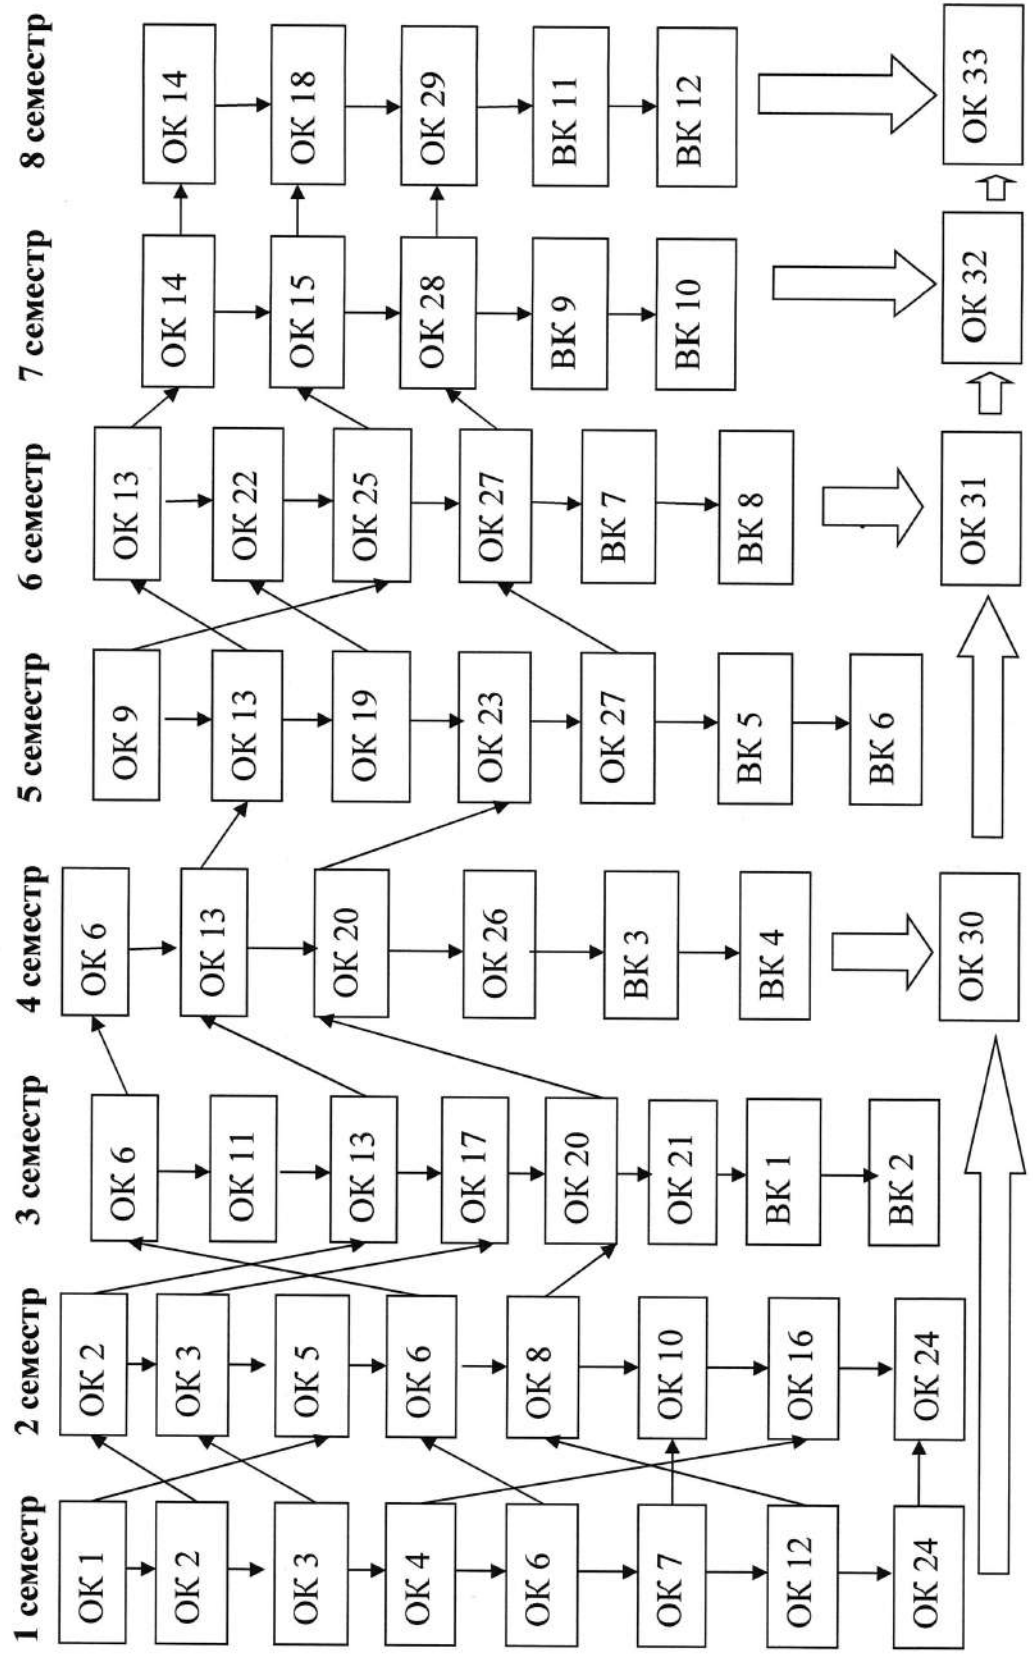 1 семестр
ОК 1
ОК 2
ОК 3
ОК 4
ОК 6
ОК 7
ОК 12
ОК 24
2 семестр
ОК 2
ОК 3
ОК 5
ОК 6
ОК 8
ОК 10
ОК 16
ОК 24
3 семестр
ОК 6
ОК 11
ОК 13
ОК 17
ОК 20
ОК 21
ВК 1
ВК 2
4 семестр
ОК 6
ОК 13
ОК 20
ОК 26
ВК 3
ВК 4
ОК 30
5 семестр
ОК 9
ОК 13
ОК 19
ОК 23
ОК 27
ВК 5
ВК 6
6 семестр
ОК 13
ОК 22
ОК 25
ОК 27
ВК 7
ВК 8
ОК 31
7 семестр
ОК 14
ОК 15
ОК 28
ВК 9
ВК 10
ОК 32
8 семестр
ОК 14
ОК 18
ОК 29
ВК 11
ВК 12
ОК 33